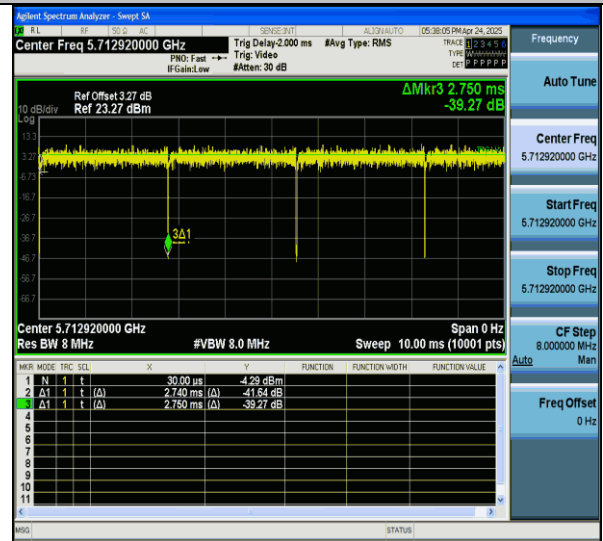 Agilent Spectrum Analyzer - Swept SA
RL RF 50 Ω AC SENSE:INT ALIGNAUTO 05:38:05 PM Apr 24, 2025
Center Freq 5.712920000 GHz
PNO: Fast
IFGain:Low
Trig Delay-2.000 ms
Trig: Video
#Atten: 30 dB
#Avg Type: RMS
TRACE 1 2 3 4 5 6
TYPE
DET P P P P P P
Frequency
Auto Tune
Ref Offset 3.27 dB
10 dB/div Ref 23.27 dBm
ΔMkr3 2.750 ms
-39.27 dB
Log
13.3
3.27
-6.73
-16.7
-26.7
-36.7
-46.7
-56.7
-66.7
3Δ1
Center Freq
5.712920000 GHz
Start Freq
5.712920000 GHz
Stop Freq
5.712920000 GHz
CF Step
8.000000 MHz
Auto Man
Freq Offset
0 Hz
Center 5.712920000 GHz Span 0 Hz
Res BW 8 MHz #VBW 8.0 MHz Sweep 10.00 ms (10001 pts)
MKR MODE TRC SCL X Y FUNCTION FUNCTION WIDTH FUNCTION VALUE
1 N 1 t 30.00 µs -4.29 dBm
2 Δ1 1 t (Δ) 2.740 ms (Δ) -41.64 dB
3 Δ1 1 t (Δ) 2.750 ms (Δ) -39.27 dB
4
5
6
7
8
9
10
11
MSG STATUS